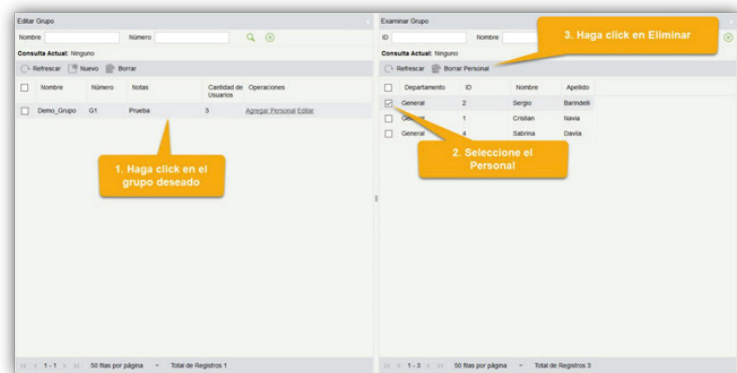 Editar Grupo
Nombre
Número
Consulta Actual: Ninguno
Refrescar Nuevo Borrar
Nombre Número Notas Cantidad de Usuarios Operaciones
Demo_Grupo G1 Prueba 3 Agregar Personal Editar
1. Haga click en el
grupo deseado
1 - 1 50 filas por página Total de Registros 1
Examinar Grupo
ID Nombre
3. Haga click en Eliminar
Consulta Actual: Ninguno
Refrescar Borrar Personal
Departamento ID Nombre Apellido
General 2 Sergio Barindelli
General 1 Cristian Navia
General 4 Sabrina Davila
2. Seleccione el
Personal
1 - 3 50 filas por página Total de Registros 3